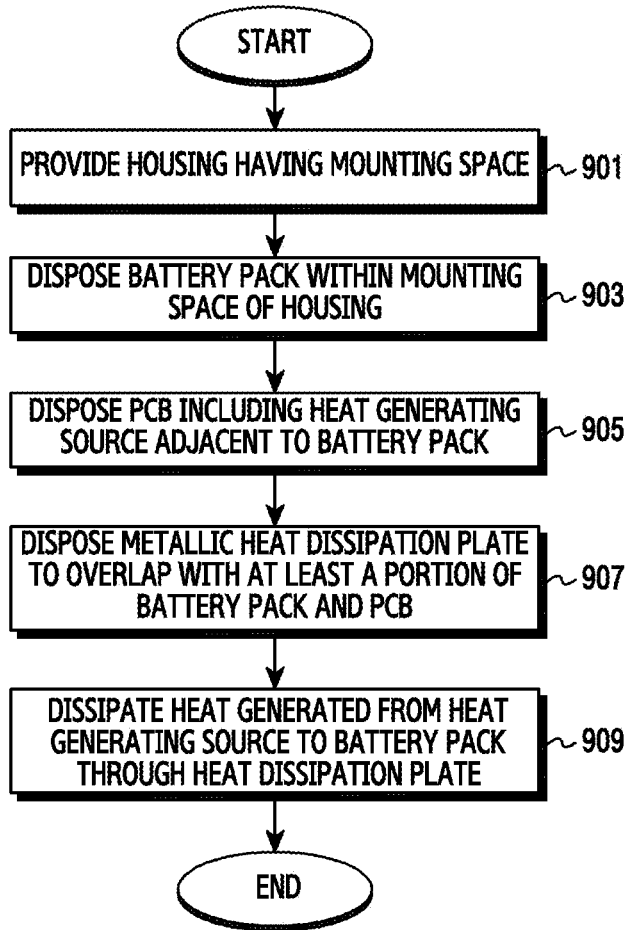 START
PROVIDE HOUSING HAVING MOUNTING SPACE
901
DISPOSE BATTERY PACK WITHIN MOUNTING
SPACE OF HOUSING
903
DISPOSE PCB INCLUDING HEAT GENERATING
SOURCE ADJACENT TO BATTERY PACK
905
DISPOSE METALLIC HEAT DISSIPATION PLATE
TO OVERLAP WITH AT LEAST A PORTION OF
BATTERY PACK AND PCB
907
DISSIPATE HEAT GENERATED FROM HEAT
GENERATING SOURCE TO BATTERY PACK
THROUGH HEAT DISSIPATION PLATE
909
END